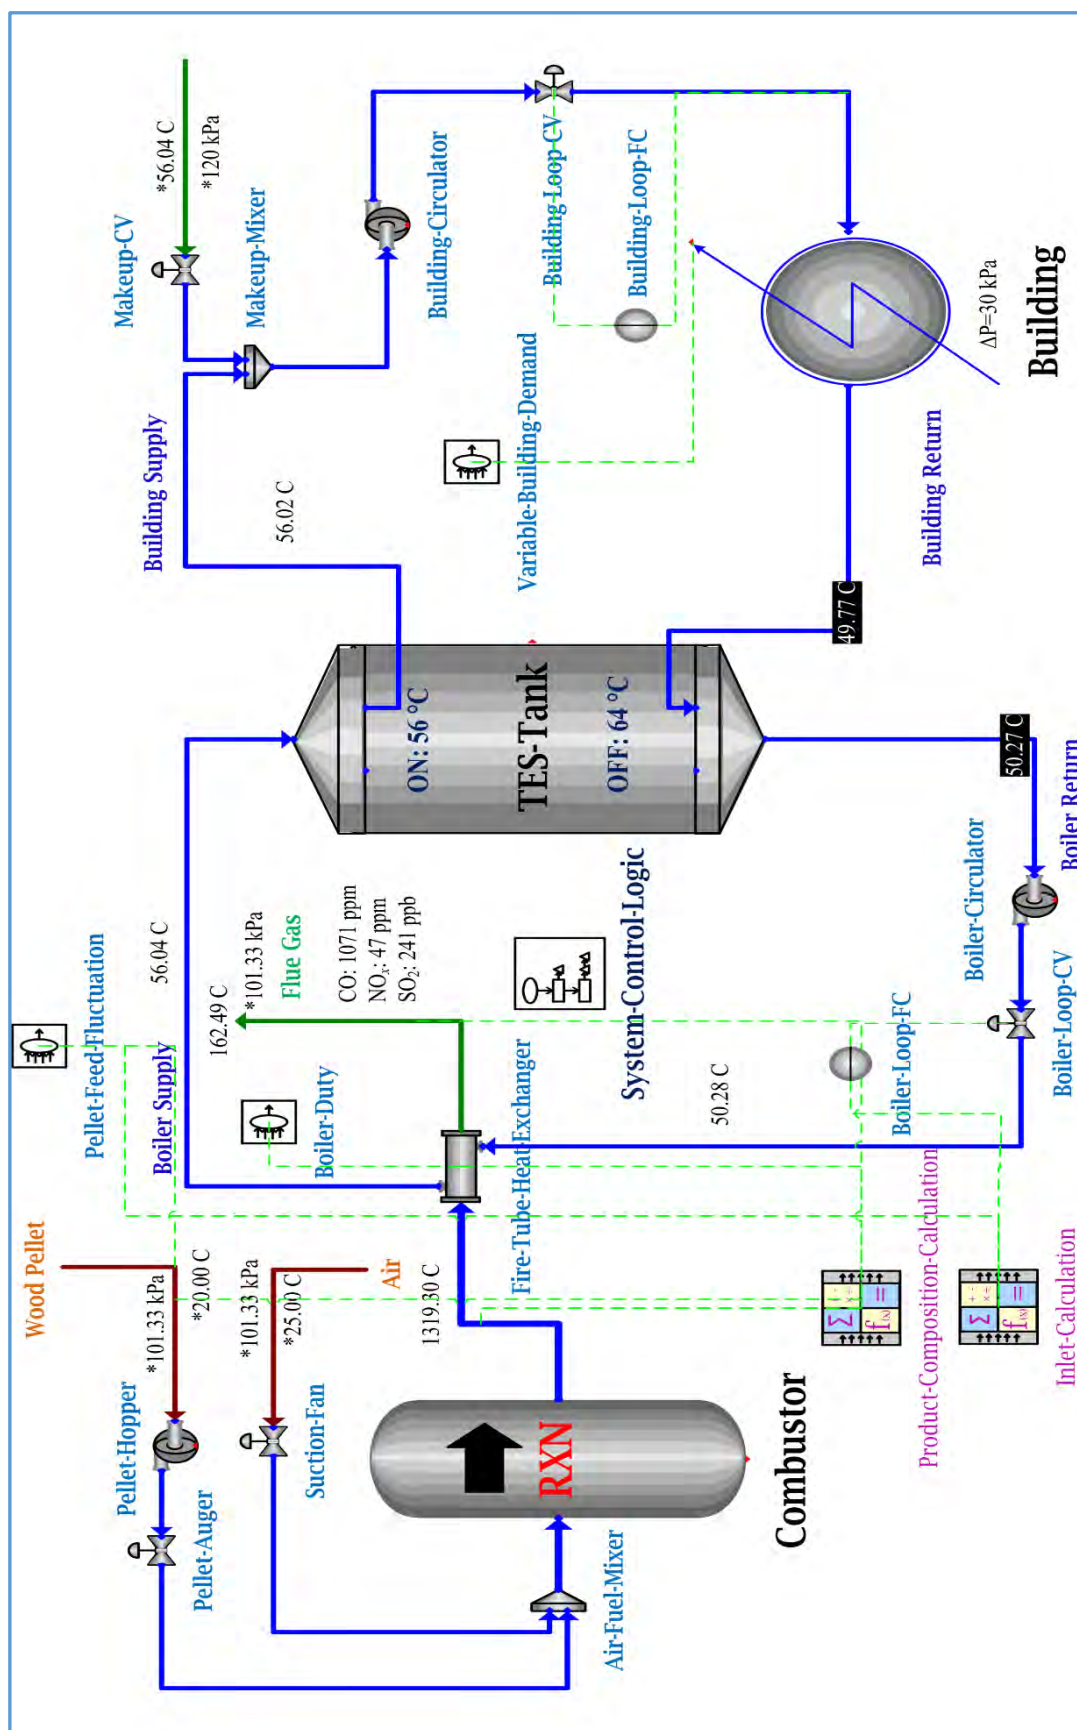 Wood Pellet
*101.33 kPa
*20.00 C
Pellet-Hopper
Pellet-Auger
*101.33 kPa
*25.00 C
Air
Suction-Fan
Air-Fuel-Mixer
RXN
Combustor
1319.30 C
Pellet-Feed-Fluctuation
Boiler Supply
56.04 C
Boiler-Duty
Fire-Tube-Heat-Exchanger
162.49 C
*101.33 kPa
Flue Gas
CO: 1071 ppm
NOx: 47 ppm
SO2: 241 ppb
System-Control-Logic
50.28 C
Boiler-Loop-FC
Boiler-Circulator
Boiler-Loop-CV
Boiler Return
50.27 C
Σ
f(x)
=
Product-Composition-Calculation
Σ
f(x)
=
Inlet-Calculation
ON: 56 °C
TES-Tank
OFF: 64 °C
Building Supply
56.02 C
Makeup-CV
*56.04 C
*120 kPa
Makeup-Mixer
Building-Circulator
Building-Loop-CV
Building-Loop-FC
Variable-Building-Demand
49.77 C
Building Return
ΔP=30 kPa
Building